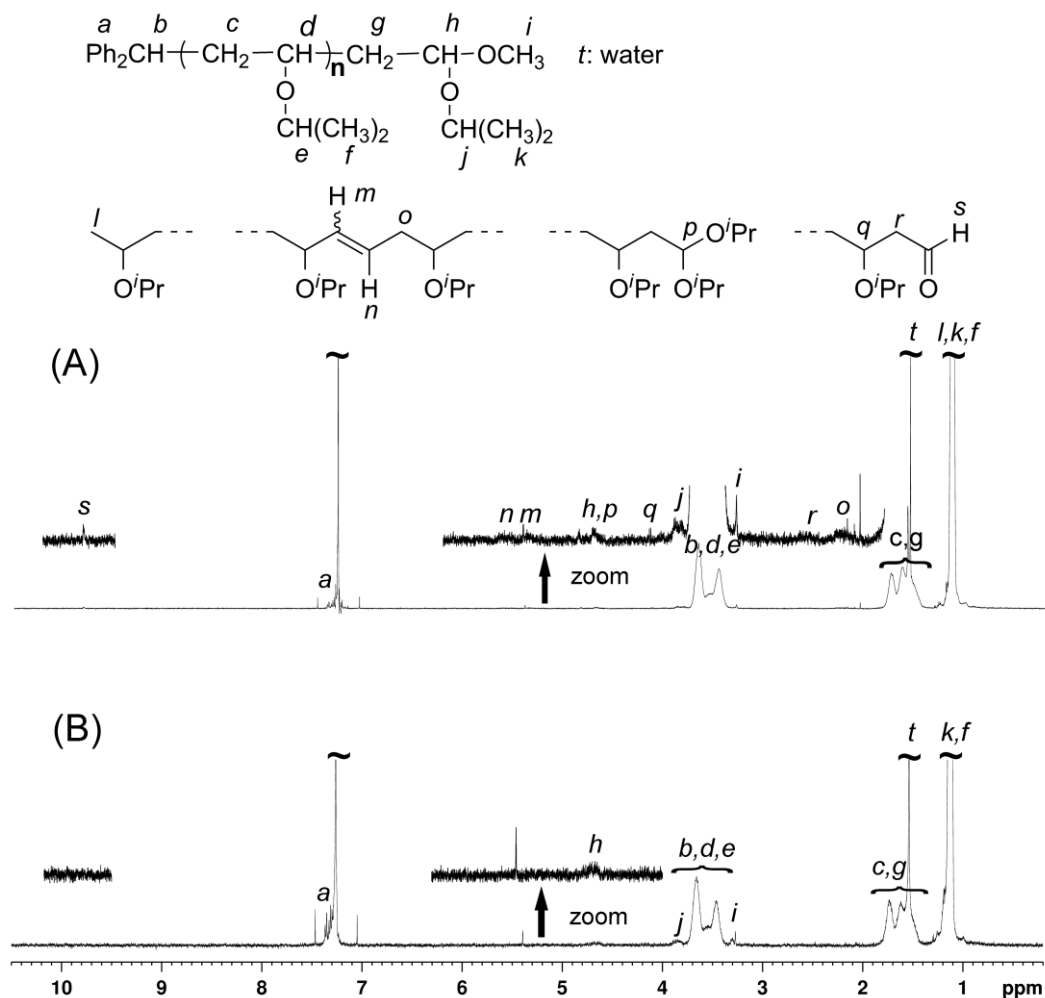 a b c d g h i
Ph₂CH—(—CH₂—CH—)n—CH₂—CH—OCH₃ t: water
O O
CH(CH₃)₂ CH(CH₃)₂
e f j k
H m
l o p q r s
OⁱPr H
OⁱPr OⁱPr H OⁱPr OⁱPr OⁱPr OⁱPr O
n
(A) t l,k,f
s n m h,p q j i r o
b,d,e c,g
a zoom
(B) t k,f
h b,d,e c,g
a zoom j i
10 9 8 7 6 5 4 3 2 1 ppm